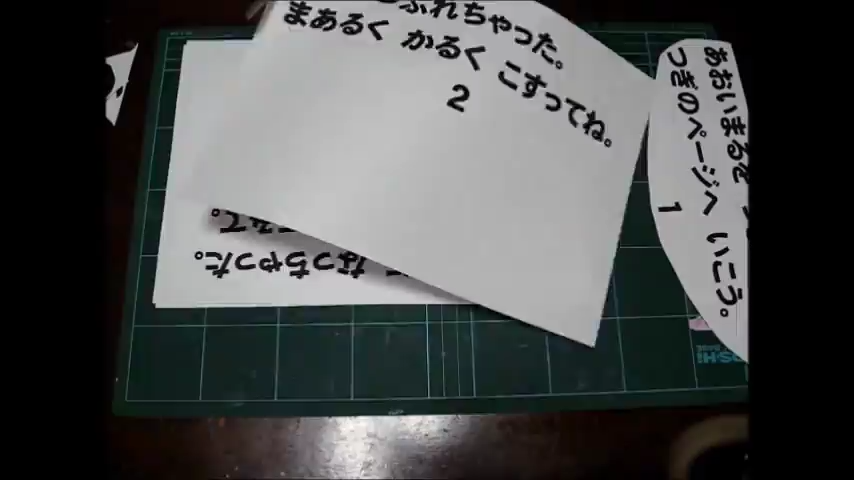 ふれちゃった。
まあるく かるく こすってね。
2
あおいまるを
つぎのページへ いこう。
1
なっちゃった。